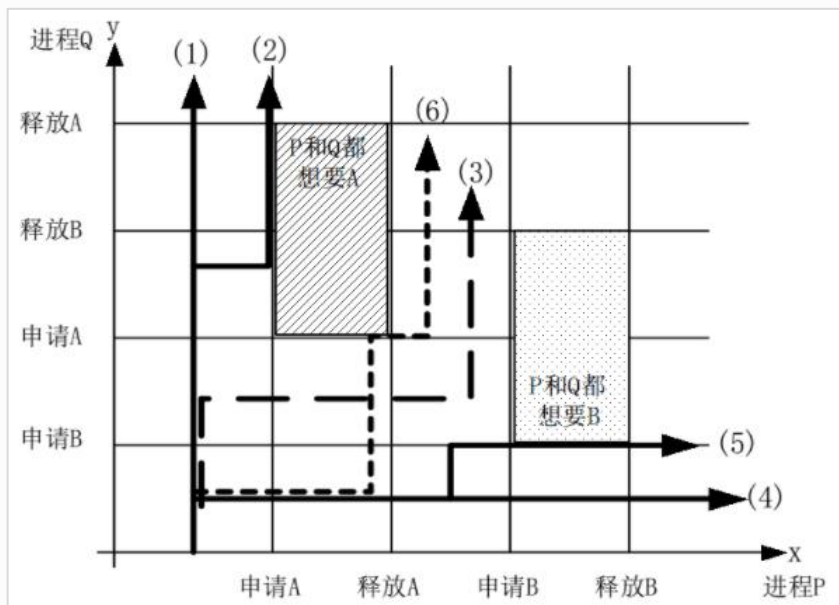 进程Q
y
(1)
(2)
释放A
P和Q都
想要A
(6)
(3)
释放B
申请A
P和Q都
想要B
申请B
(5)
(4)
x
申请A
释放A
申请B
释放B
进程P